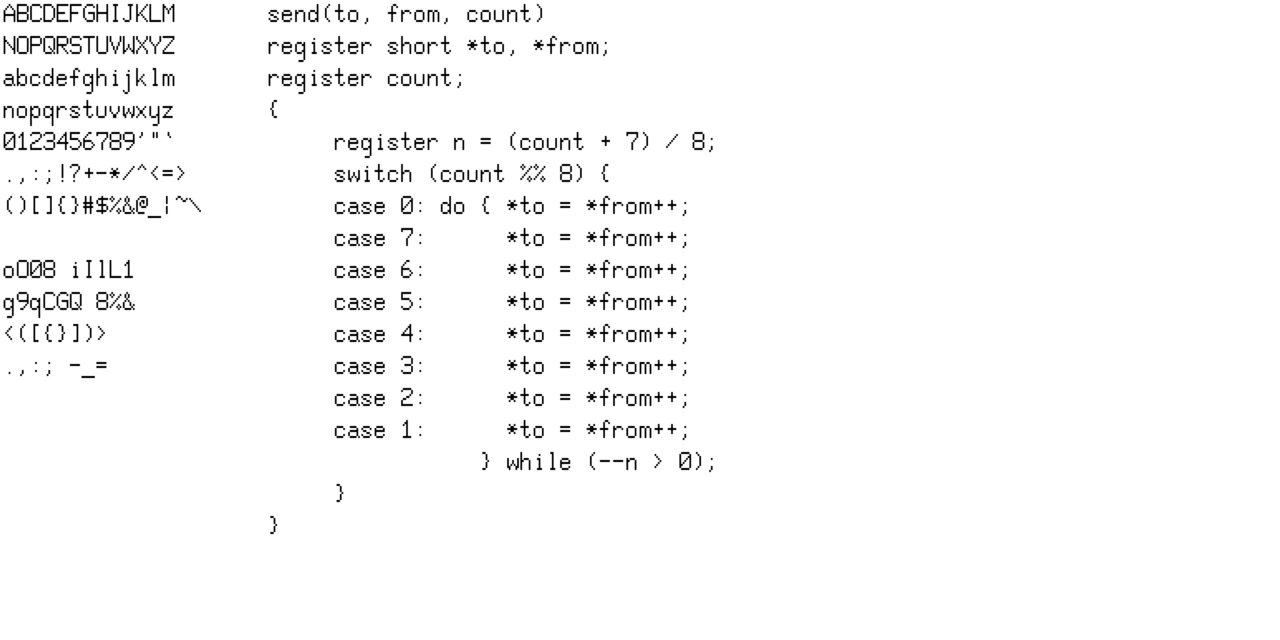 ABCDEFGHIJKLM send(to, from, count)
NOPQRSTUVWXYZ register short *to, *from;
abcdefghijklm register count;
nopqrstuvwxyz {
0123456789'"` register n = (count + 7) / 8;
.,:;!?+-*/^<=> switch (count %% 8) {
()[]{}#$%&@_¦~\ case 0: do { *to = *from++;
case 7: *to = *from++;
oO08 iIlL1 case 6: *to = *from++;
g9qCGQ 8%& case 5: *to = *from++;
<([{}])> case 4: *to = *from++;
.,:; -_= case 3: *to = *from++;
case 2: *to = *from++;
case 1: *to = *from++;
} while (--n > 0);
}
}